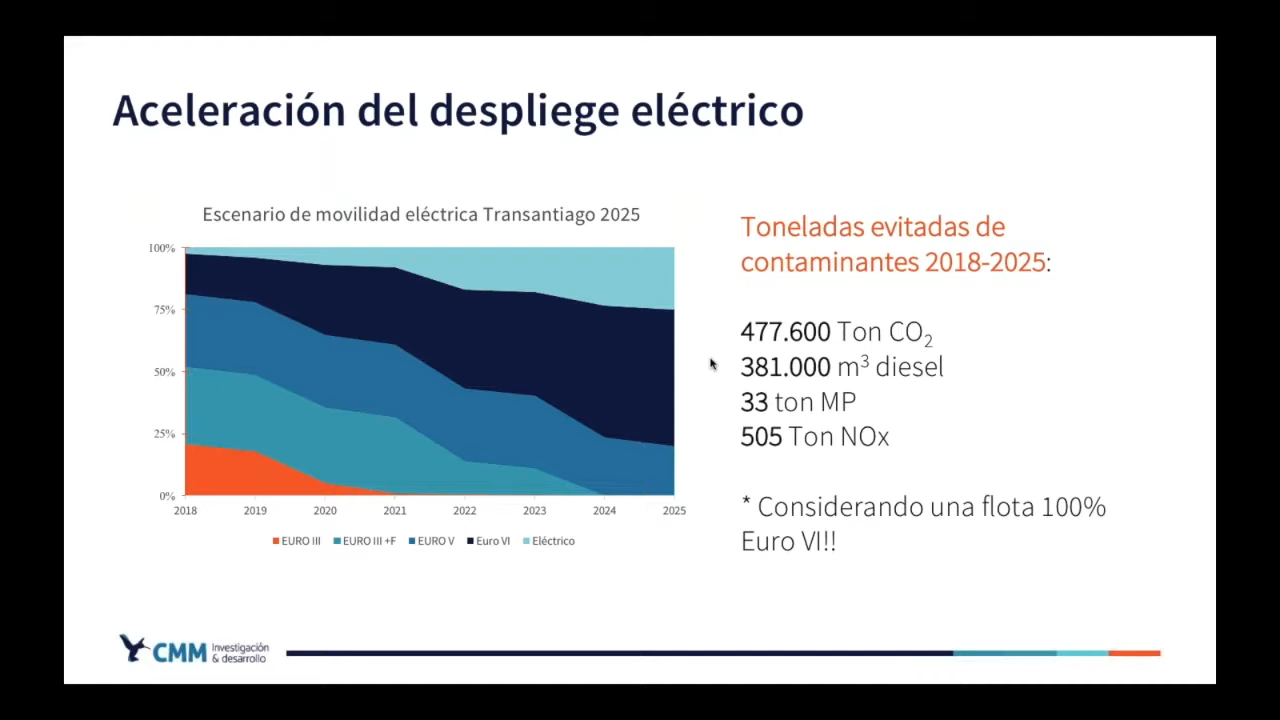 Aceleración del despliege eléctrico
Escenario de movilidad eléctrica Transantiago 2025
100%
75%
50%
25%
0%
2018 2019 2020 2021 2022 2023 2024 2025
EURO III EURO III +F EURO V Euro VI Eléctrico
Toneladas evitadas de
contaminantes 2018-2025:
477.600 Ton CO₂
381.000 m³ diesel
33 ton MP
505 Ton NOx
* Considerando una flota 100%
Euro VI!!
CMM Investigación
& desarrollo